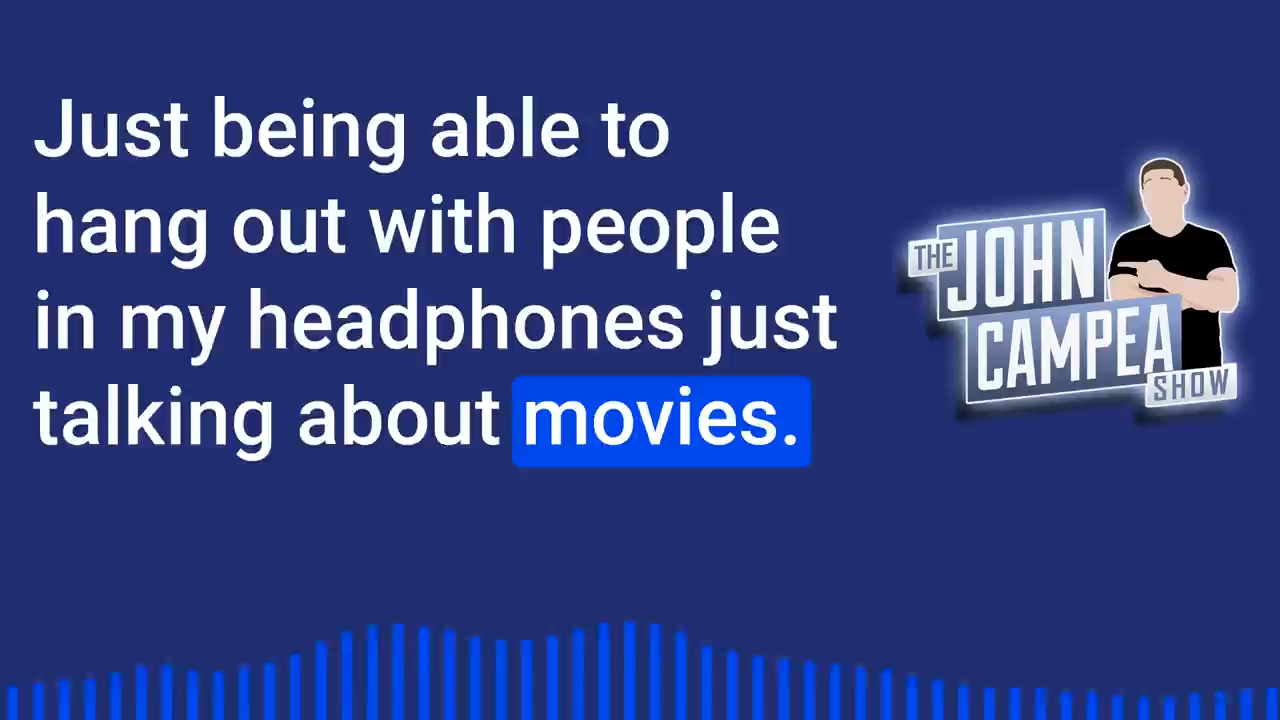 Just being able to
hang out with people
in my headphones just
talking about movies.
THE
JOHN
CAMPEA
SHOW